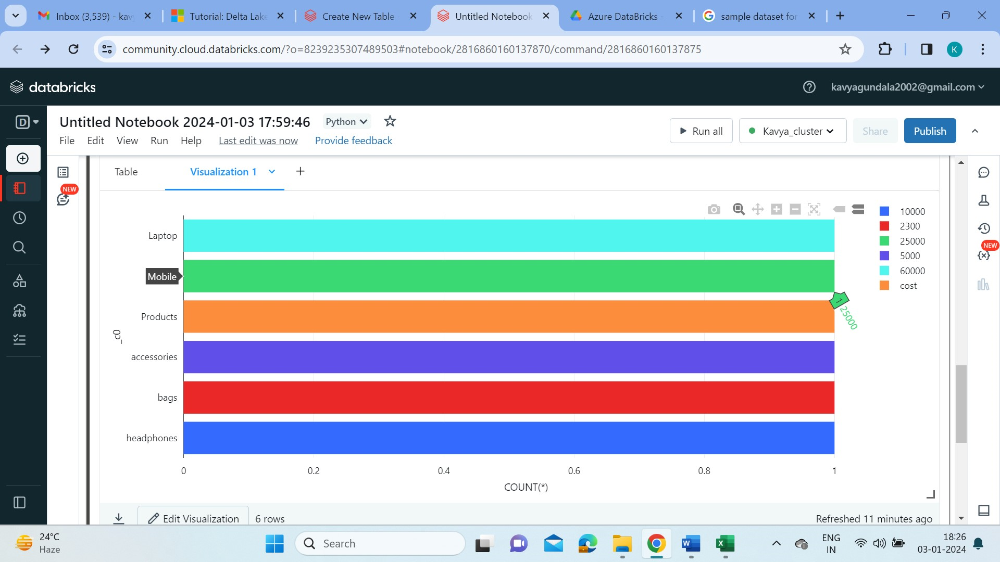 Inbox (3,539) - kav
Tutorial: Delta Lake
Create New Table -
Untitled Notebook
Azure DataBricks -
sample dataset for
community.cloud.databricks.com/?o=8239235307489503#notebook/2816860160137870/command/2816860160137875
K
databricks
kavyagundala2002@gmail.com
D
Untitled Notebook 2024-01-03 17:59:46
Python
Run all
Kavya_cluster
Share
Publish
File Edit View Run Help Last edit was now Provide feedback
NEW
Table
Visualization 1
+
10000
2300
25000
5000
60000
cost
NEW
Laptop
Mobile
Products
accessories
bags
headphones
_c0
1
25000
0 0.2 0.4 0.6 0.8 1
COUNT(*)
Edit Visualization
6 rows
Refreshed 11 minutes ago
24°C
Haze
Search
ENG
IN
18:26
03-01-2024